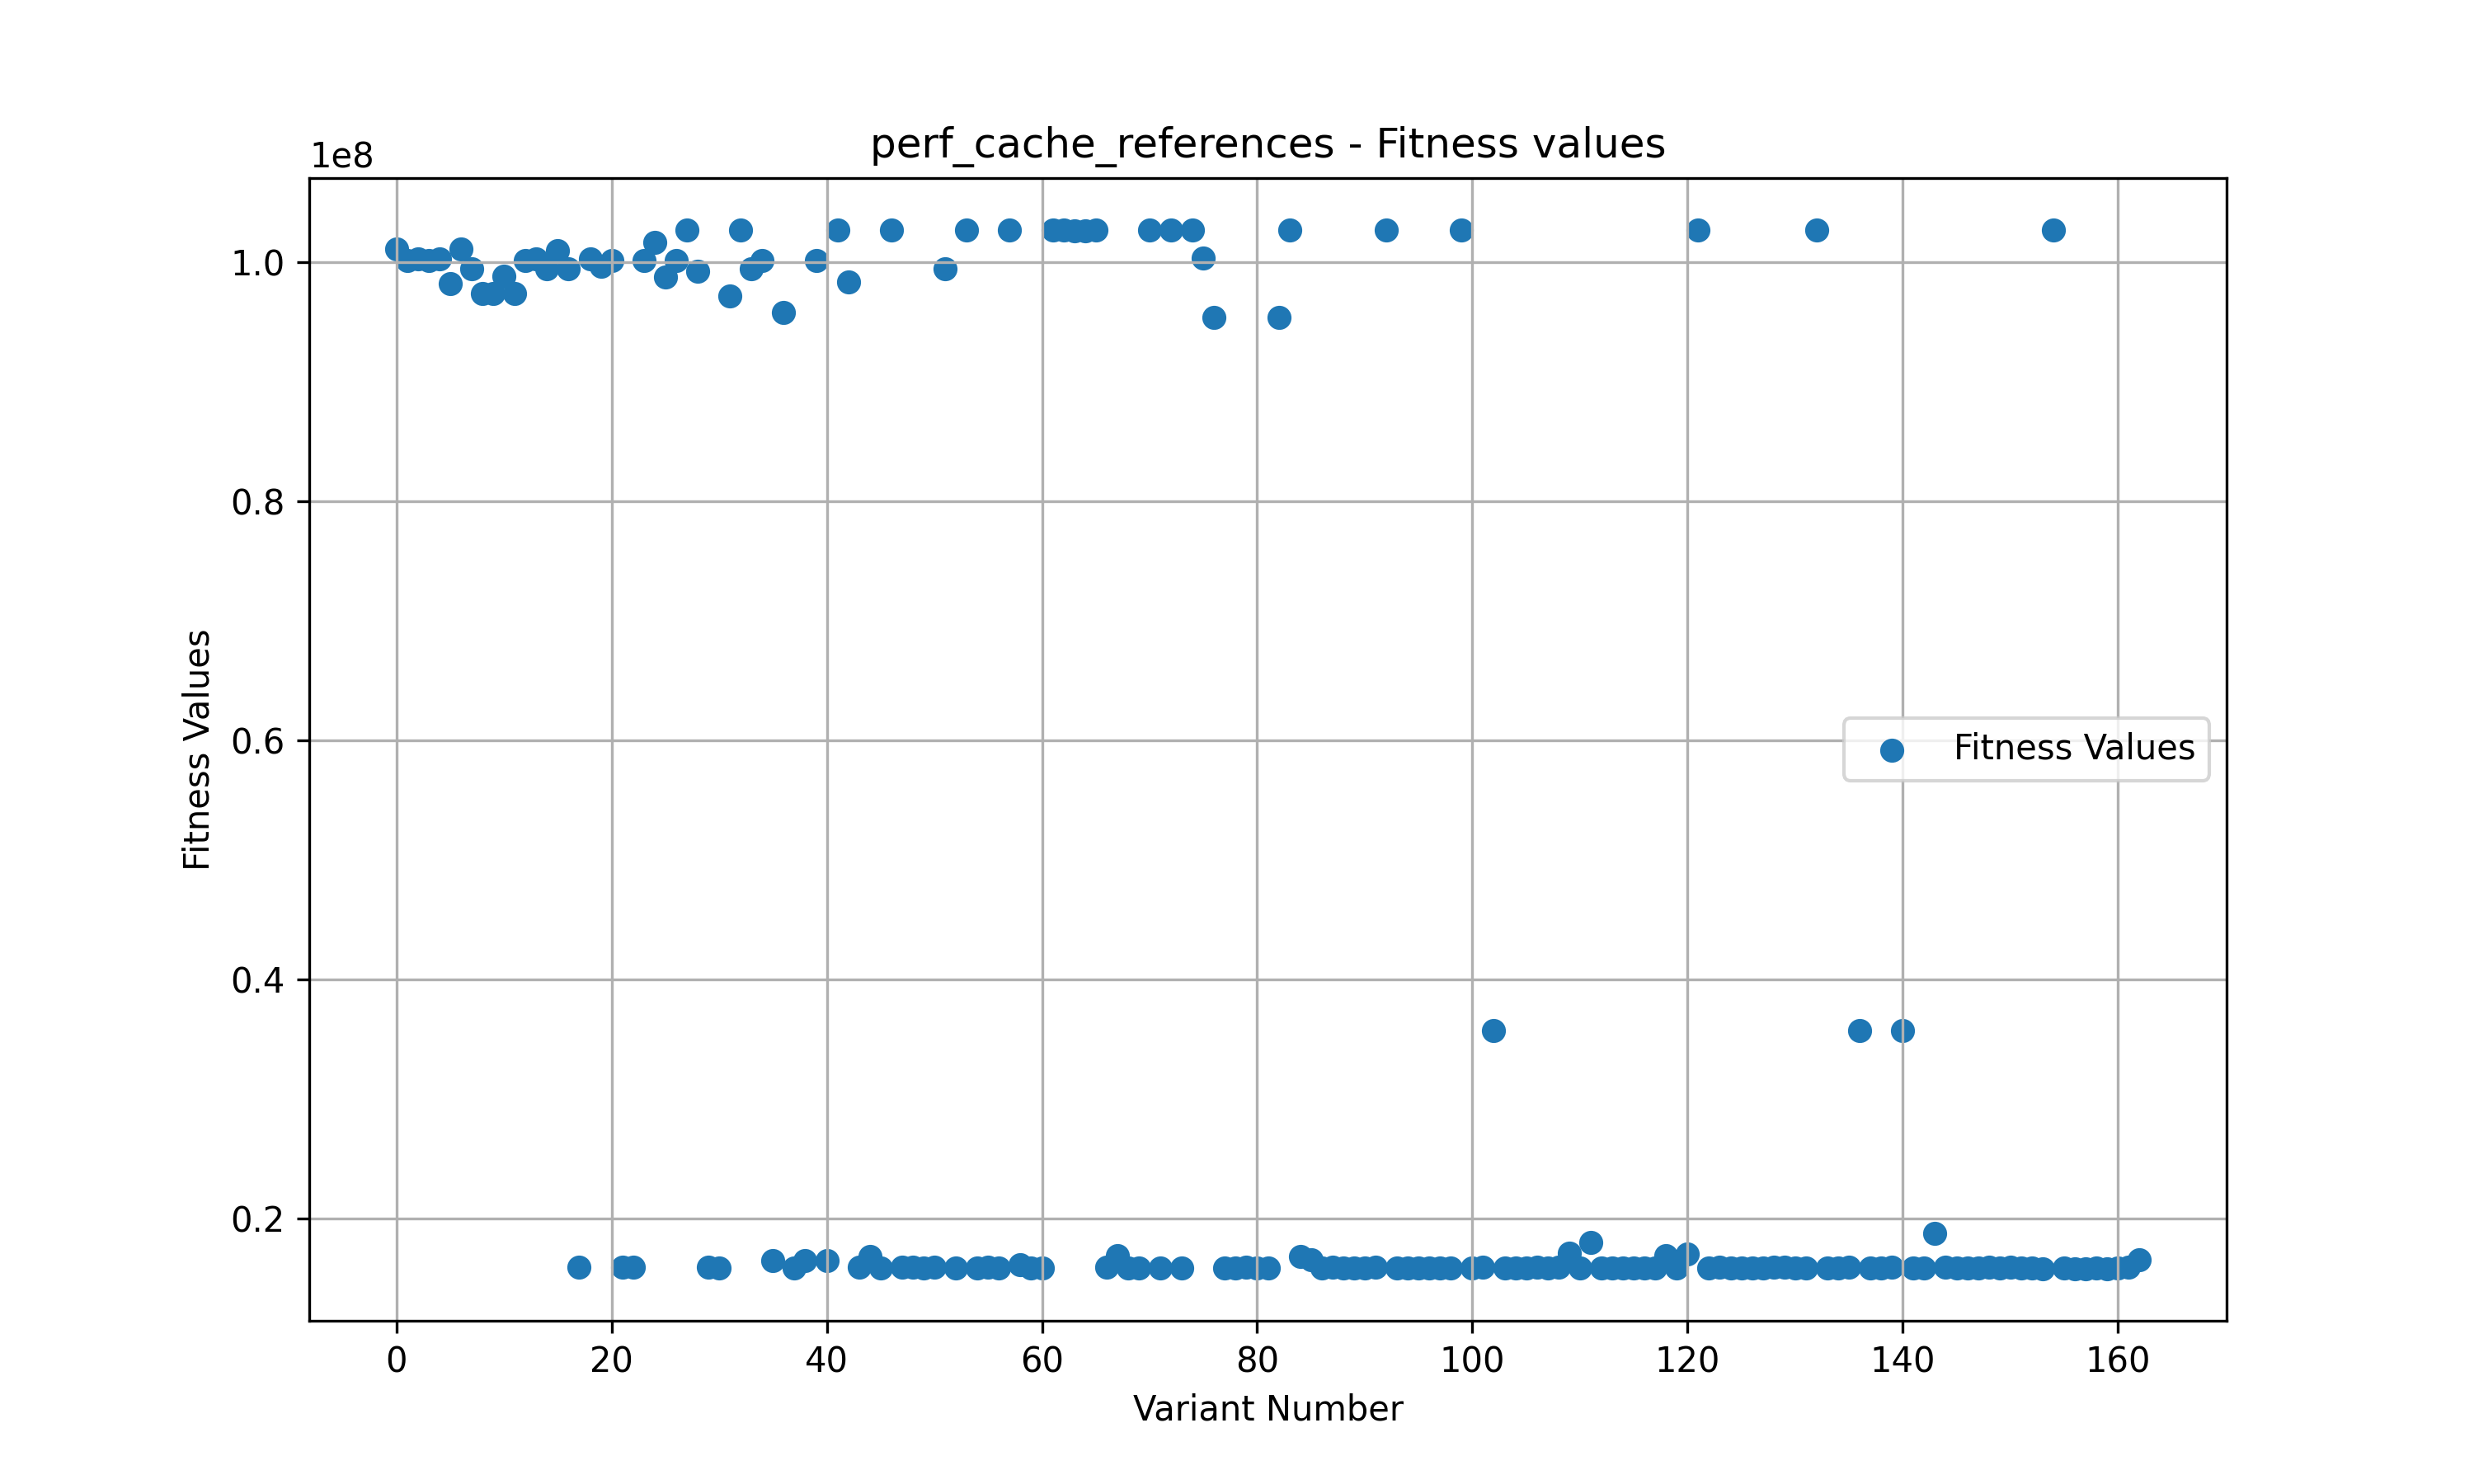 perf_cache_references - Fitness values
1e8
1.0
0.8
0.6
0.4
0.2
Fitness Values
Fitness Values
0 20 40 60 80 100 120 140 160
Variant Number